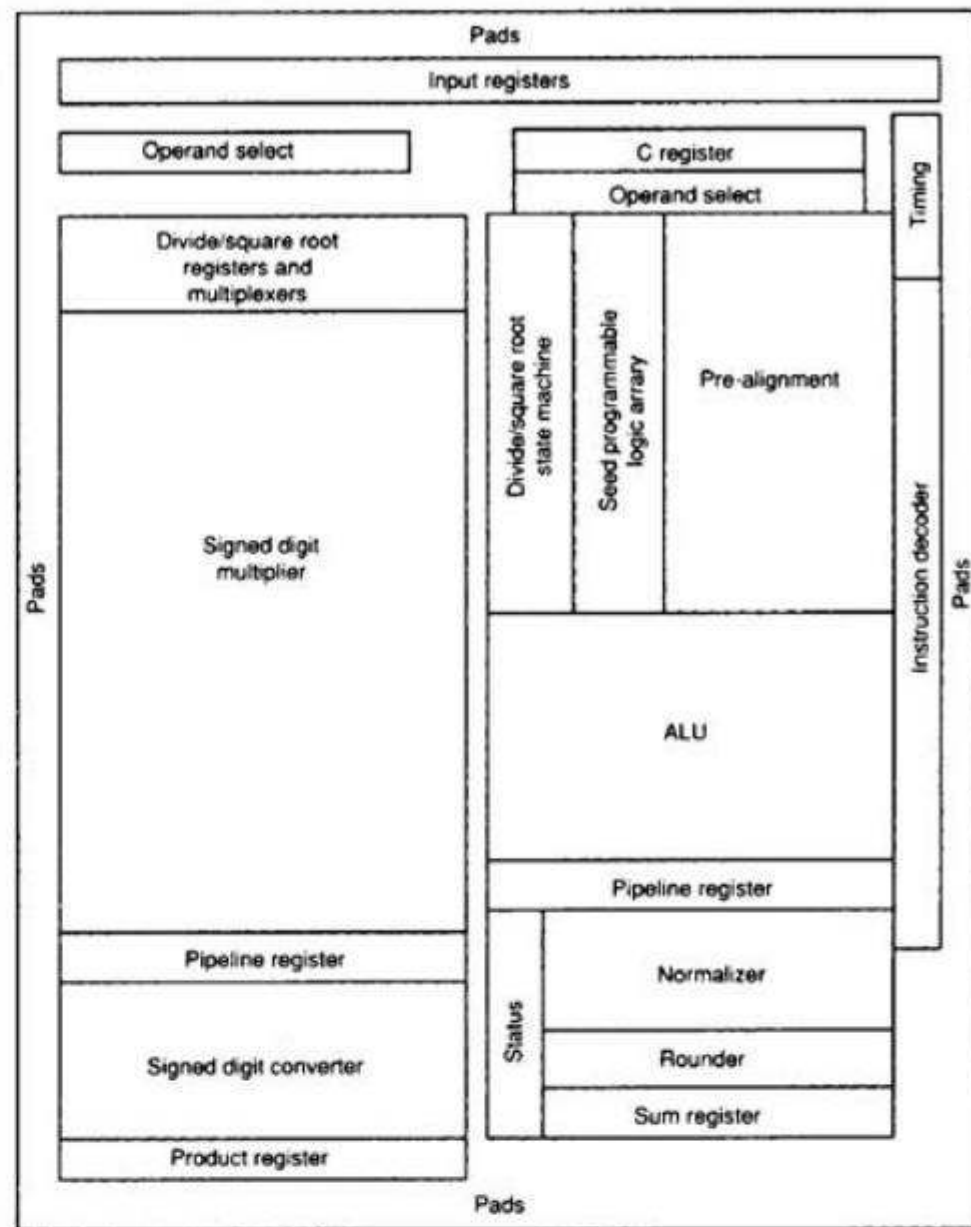 Pads
Input registers
Operand select
C register
Operand select
Timing
Divide/square root
registers and
multiplexers
Divide/square root
state machine
Seed programmable
logic arrary
Pre-alignment
Signed digit
multiplier
Pads
Instruction decoder
Pads
ALU
Pipeline register
Pipeline register
Status
Normalizer
Signed digit converter
Rounder
Sum register
Product register
Pads